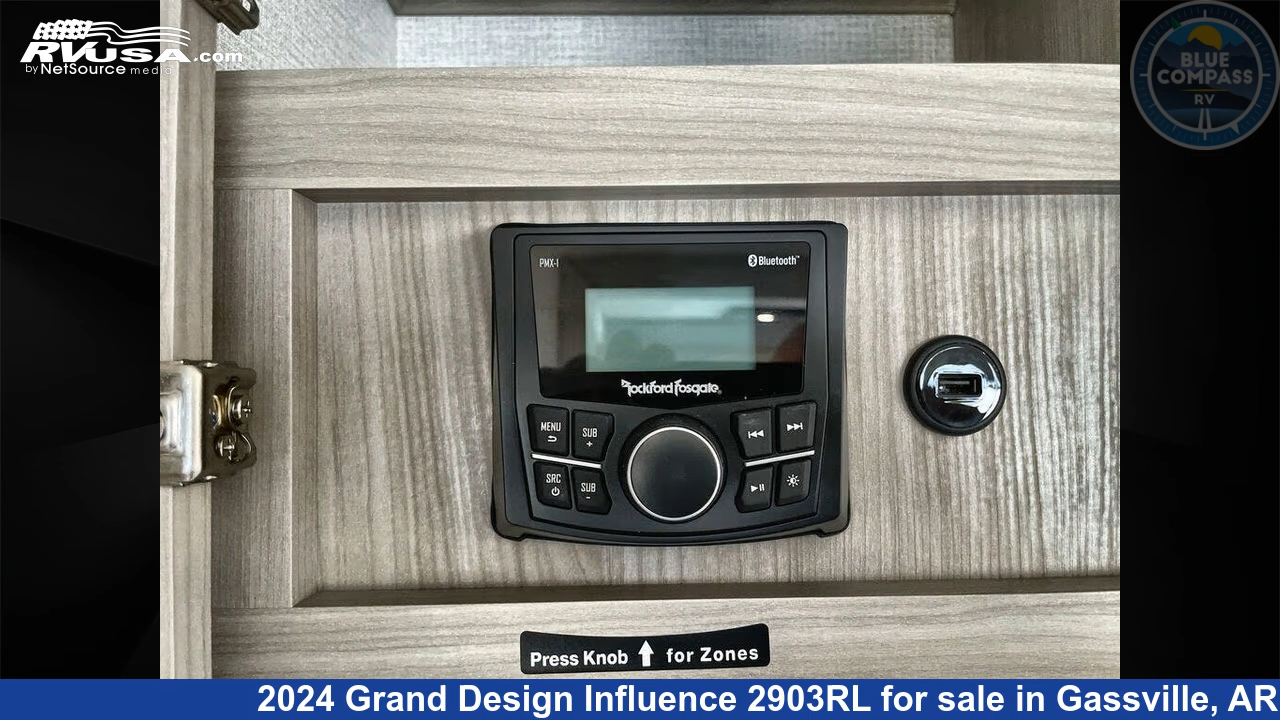 RVUSA.com
by NetSource media
BLUE
COMPASS
RV
PMX-1
Bluetooth™
Rockford Fosgate®
MENU
SUB
+
SRC
SUB
-
Press Knob ↑ for Zones
2024 Grand Design Influence 2903RL for sale in Gassville, AR